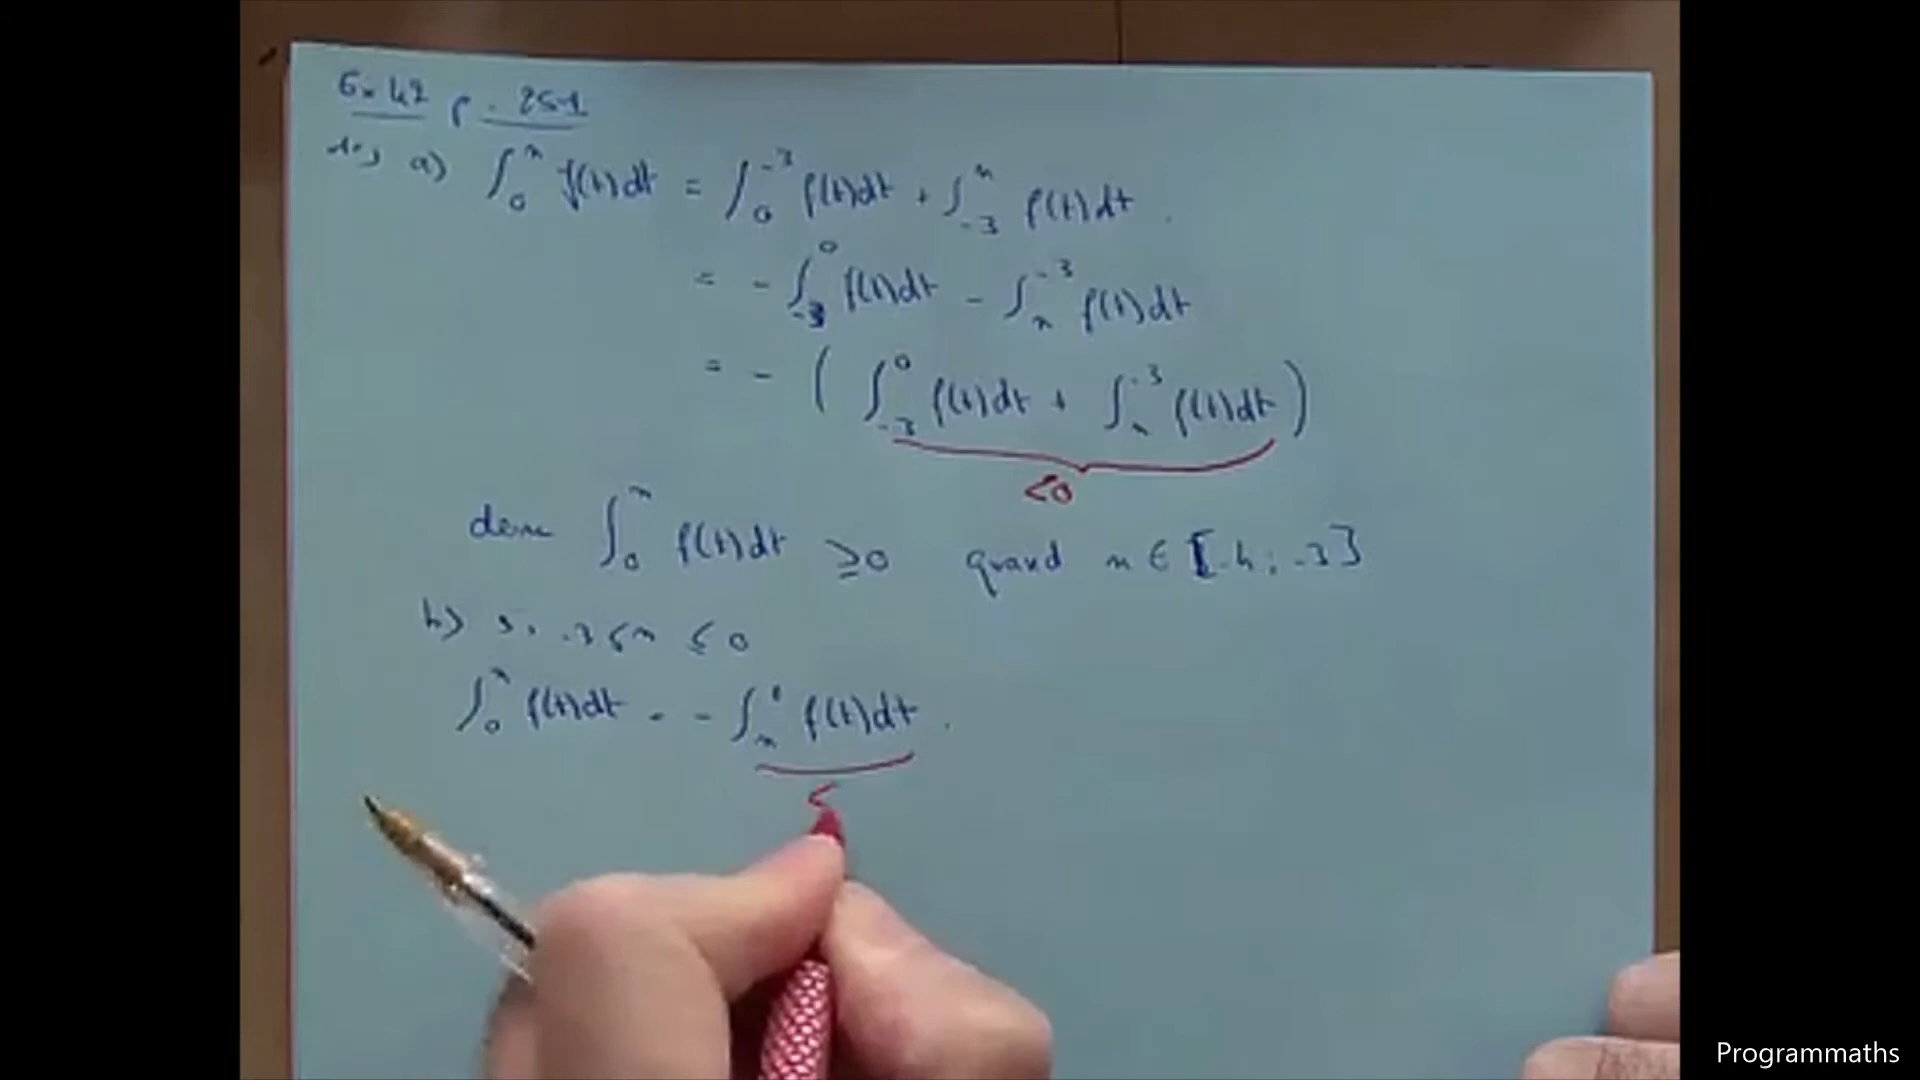 Ex 42 p. 251
a) ∫₀ˣ f(t)dt = ∫₀⁻³ f(t)dt + ∫₋₃ˣ f(t)dt.
= - ∫₋₃⁰ f(t)dt - ∫ₓ⁻³ f(t)dt
= - ( ∫₋₃⁰ f(t)dt + ∫ₓ⁻³ f(t)dt )
<0
donc ∫₀ˣ f(t)dt ≥0 quand x ∈ [-4; -3]
b) si -3≤x ≤ 0
∫₀ˣ f(t)dt = - ∫ₓ⁰ f(t)dt.
<
Programmaths